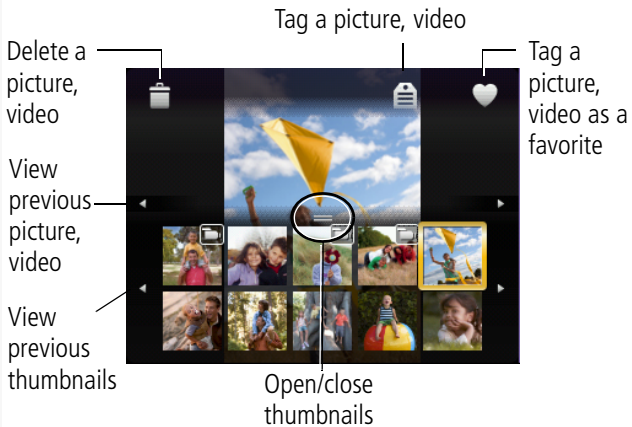 Tag a picture, video
Delete a
picture,
video
Tag a
picture,
video as a
favorite
View
previous
picture,
video
View
previous
thumbnails
Open/close
thumbnails